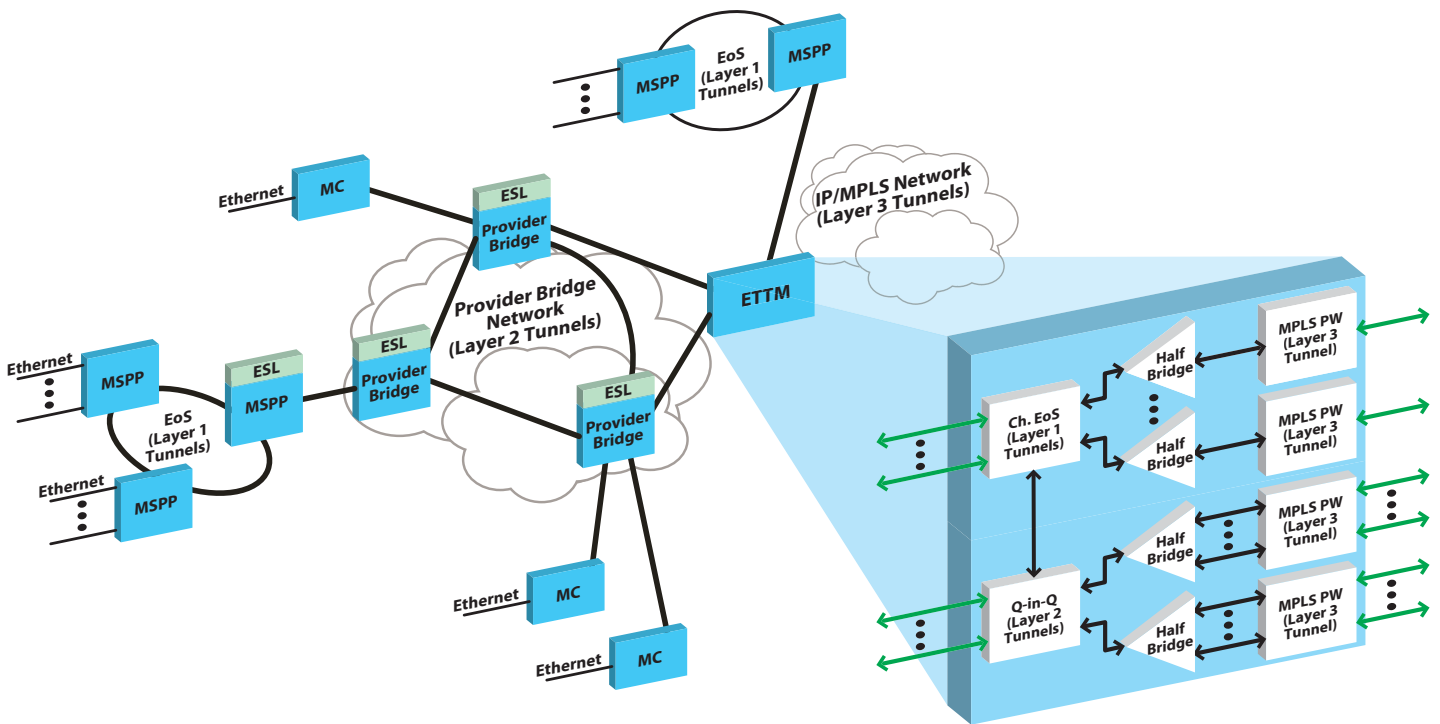 MSPP
EoS
(Layer 1
Tunnels)
MSPP
Ethernet
MC
ESL
Provider
Bridge
IP/MPLS Network
(Layer 3 Tunnels)
Provider Bridge
Network
(Layer 2 Tunnels)
ETTM
Ethernet
MSPP
ESL
MSPP
EoS
(Layer 1
Tunnels)
ESL
Provider
Bridge
ESL
Provider
Bridge
Ethernet
MSPP
Ethernet
MC
Ethernet
MC
Ch. EoS
(Layer 1
Tunnels)
Half
Bridge
MPLS PW
(Layer 3
Tunnel)
Half
Bridge
MPLS PW
(Layer 3
Tunnel)
Q-in-Q
(Layer 2
Tunnels)
Half
Bridge
MPLS PW
(Layer 3
Tunnel)
Half
Bridge
MPLS PW
(Layer 3
Tunnel)